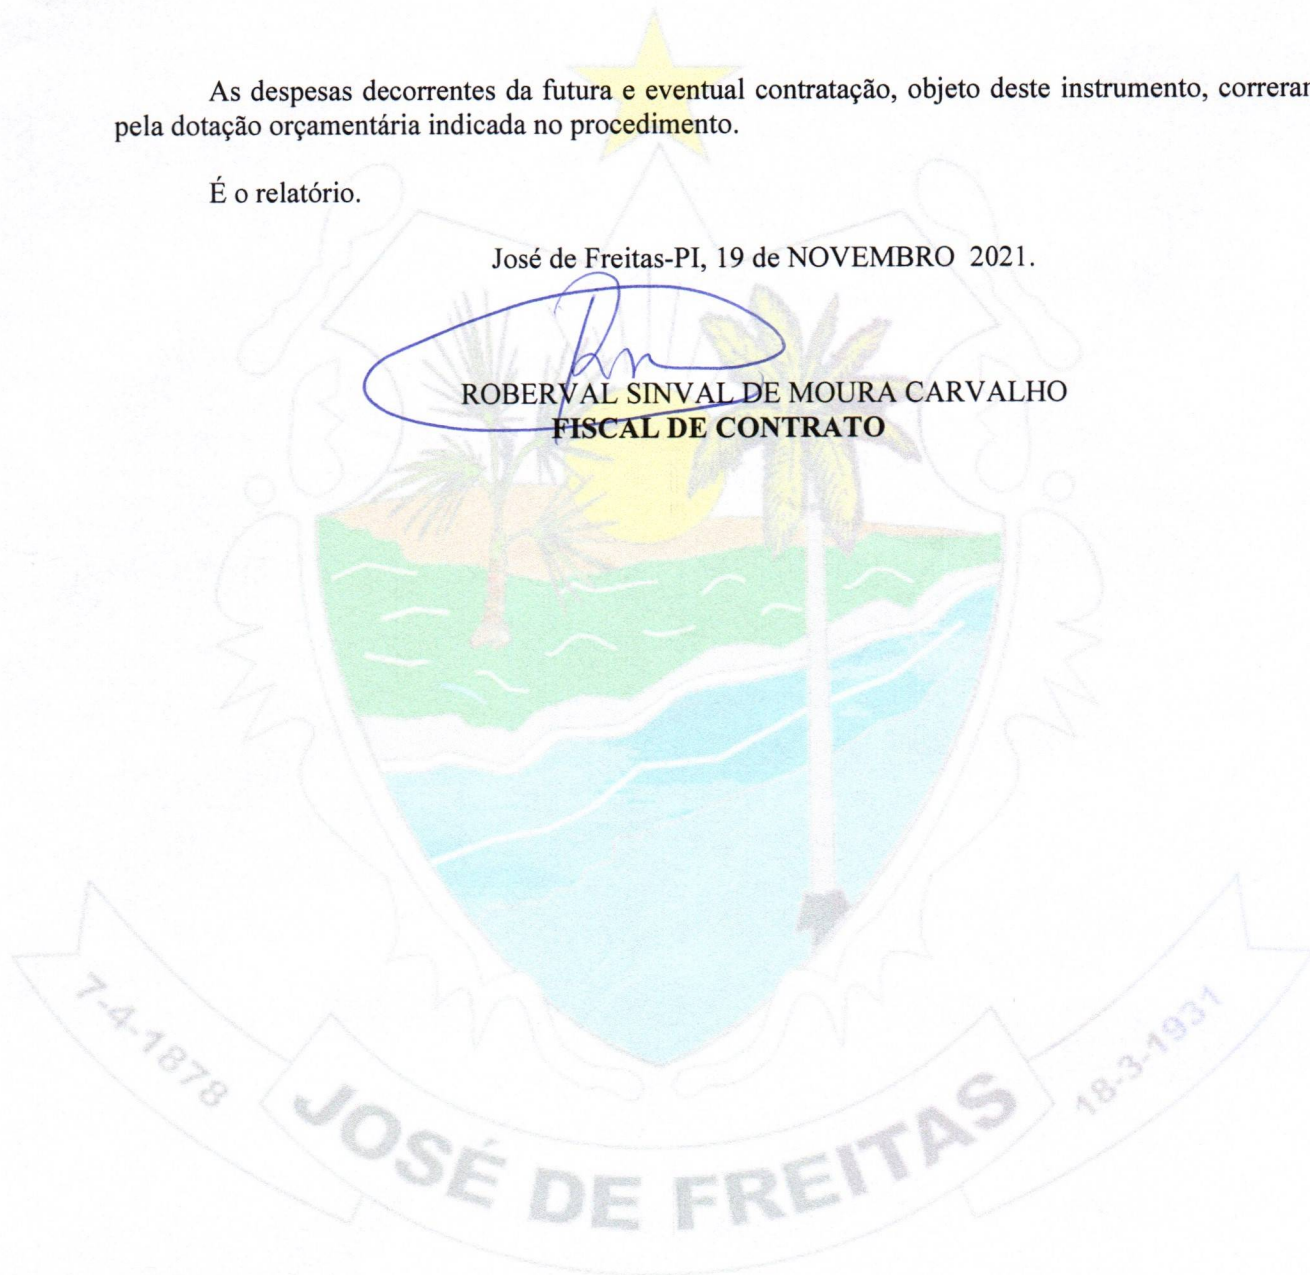 As despesas decorrentes da futura e eventual contratação, objeto deste instrumento, correram
pela dotação orçamentária indicada no procedimento.
É o relatório.
José de Freitas-PI, 19 de NOVEMBRO 2021.
ROBERVAL SINVAL DE MOURA CARVALHO
FISCAL DE CONTRATO
7-4-1878
JOSÉ DE FREITAS
18-3-1931